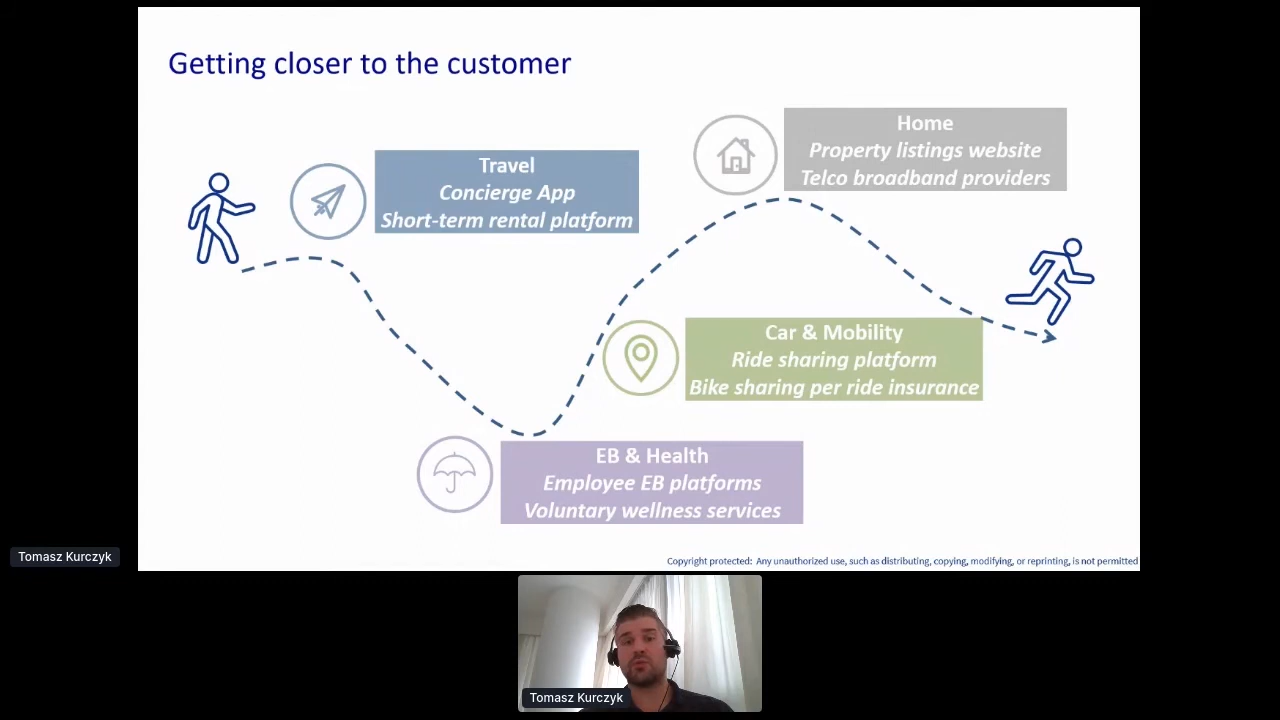 Getting closer to the customer
Travel
Concierge App
Short-term rental platform
Home
Property listings website
Telco broadband providers
Car & Mobility
Ride sharing platform
Bike sharing per ride insurance
EB & Health
Employee EB platforms
Voluntary wellness services
Copyright protected: Any unauthorized use, such as distributing, copying, modifying, or reprinting, is not permitted
Tomasz Kurczyk
Tomasz Kurczyk